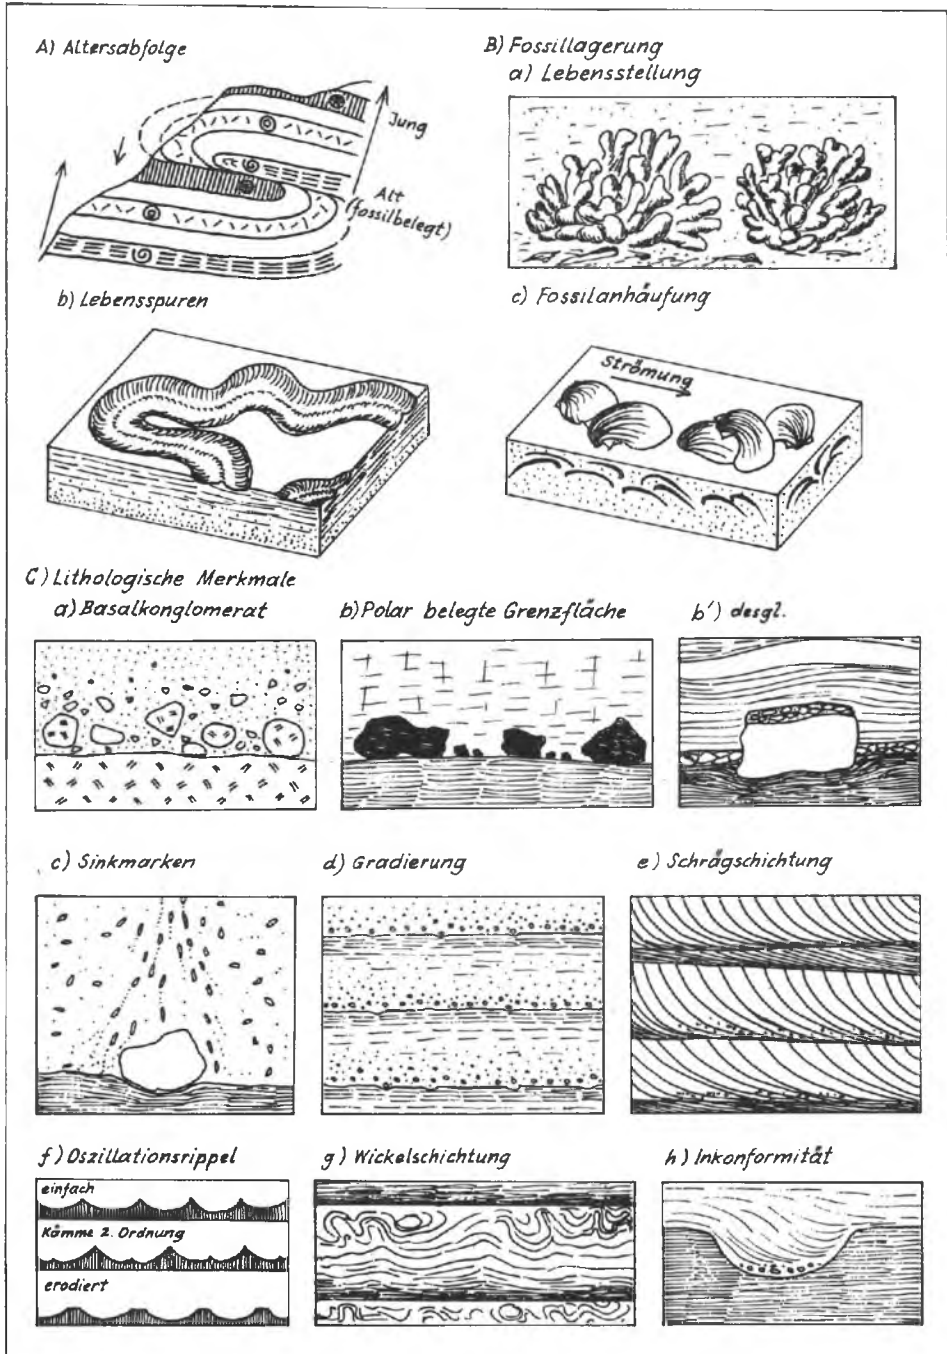 A) Altersabfolge
Jung
Alt
(fossilbelegt)
B) Fossillagerung
a) Lebensstellung
b) Lebensspuren
c) Fossilanhäufung
Strömung
C) Lithologische Merkmale
a) Basalkonglomerat
b) Polar belegte Grenzfläche
b') desgl.
c) Sinkmarken
d) Gradierung
e) Schrägschichtung
f) Oszillationsrippel
einfach
Kämme 2. Ordnung
erodiert
g) Wickelschichtung
h) Inkonformität